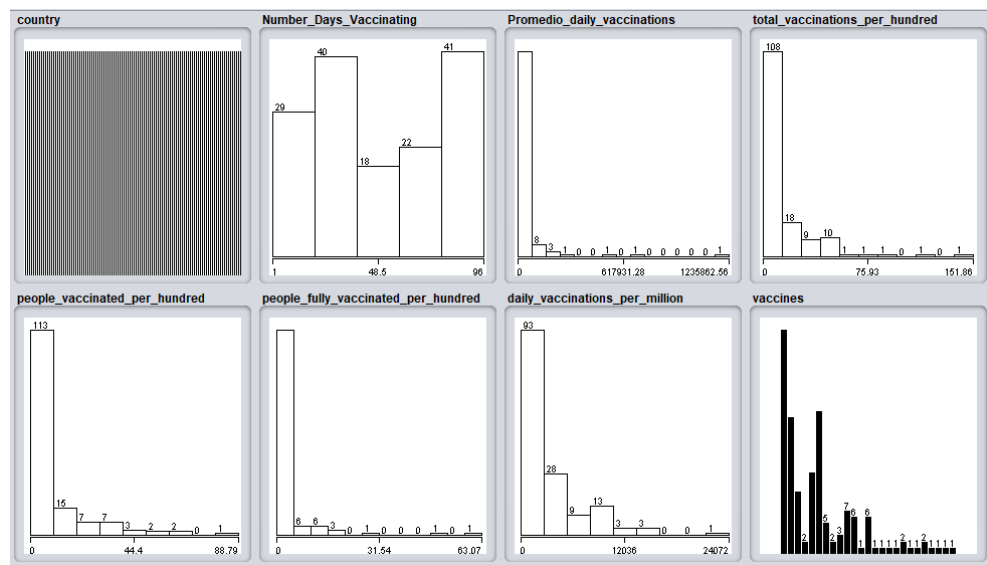 country
Number_Days_Vaccinating
Promedio_daily_vaccinations
total_vaccinations_per_hundred
29 40 18 22 41
1 48.5 96
8 3 1 0 0 1 0 1 0 0 0 0 0 1
0 617931.28 1235862.56
108 18 9 10 1 1 1 0 1 0 1
0 75.93 151.86
people_vaccinated_per_hundred
people_fully_vaccinated_per_hundred
daily_vaccinations_per_million
vaccines
113 15 7 7 3 2 2 0 1
0 44.4 88.79
6 6 3 0 1 0 0 0 1 0 1
0 31.54 63.07
93 28 9 13 3 3 0 0 1
0 12036 24072
2 5 2 3 7 6 1 6 1 1 1 1 2 1 1 2 1 1 1 1